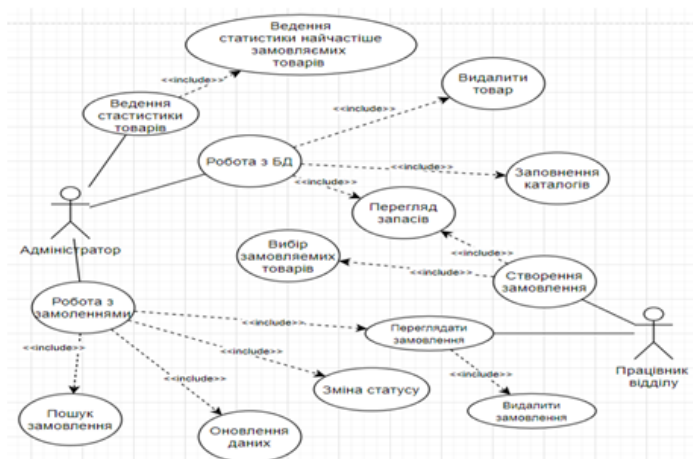 Ведення
статистики найчастіше
замовляємих
товарів
<<include>>
Ведення
стастистики
товарів
Видалити
товар
<<include>>
Робота з БД
<<include>>
Заповнення
каталогів
<<include>>
Перегляд
запасів
Адміністратор
Вибір
замовляемих
товарів
<<include>>
<<include>>
Створення
замовлення
Робота з
замоленнями
<<include>>
Переглядати
замовлення
Працівник
відділу
<<include>>
<<include>>
<<include>>
<<include>>
Зміна статусу
Пошук
замовлення
Оновлення
даних
Видалити
замовлення